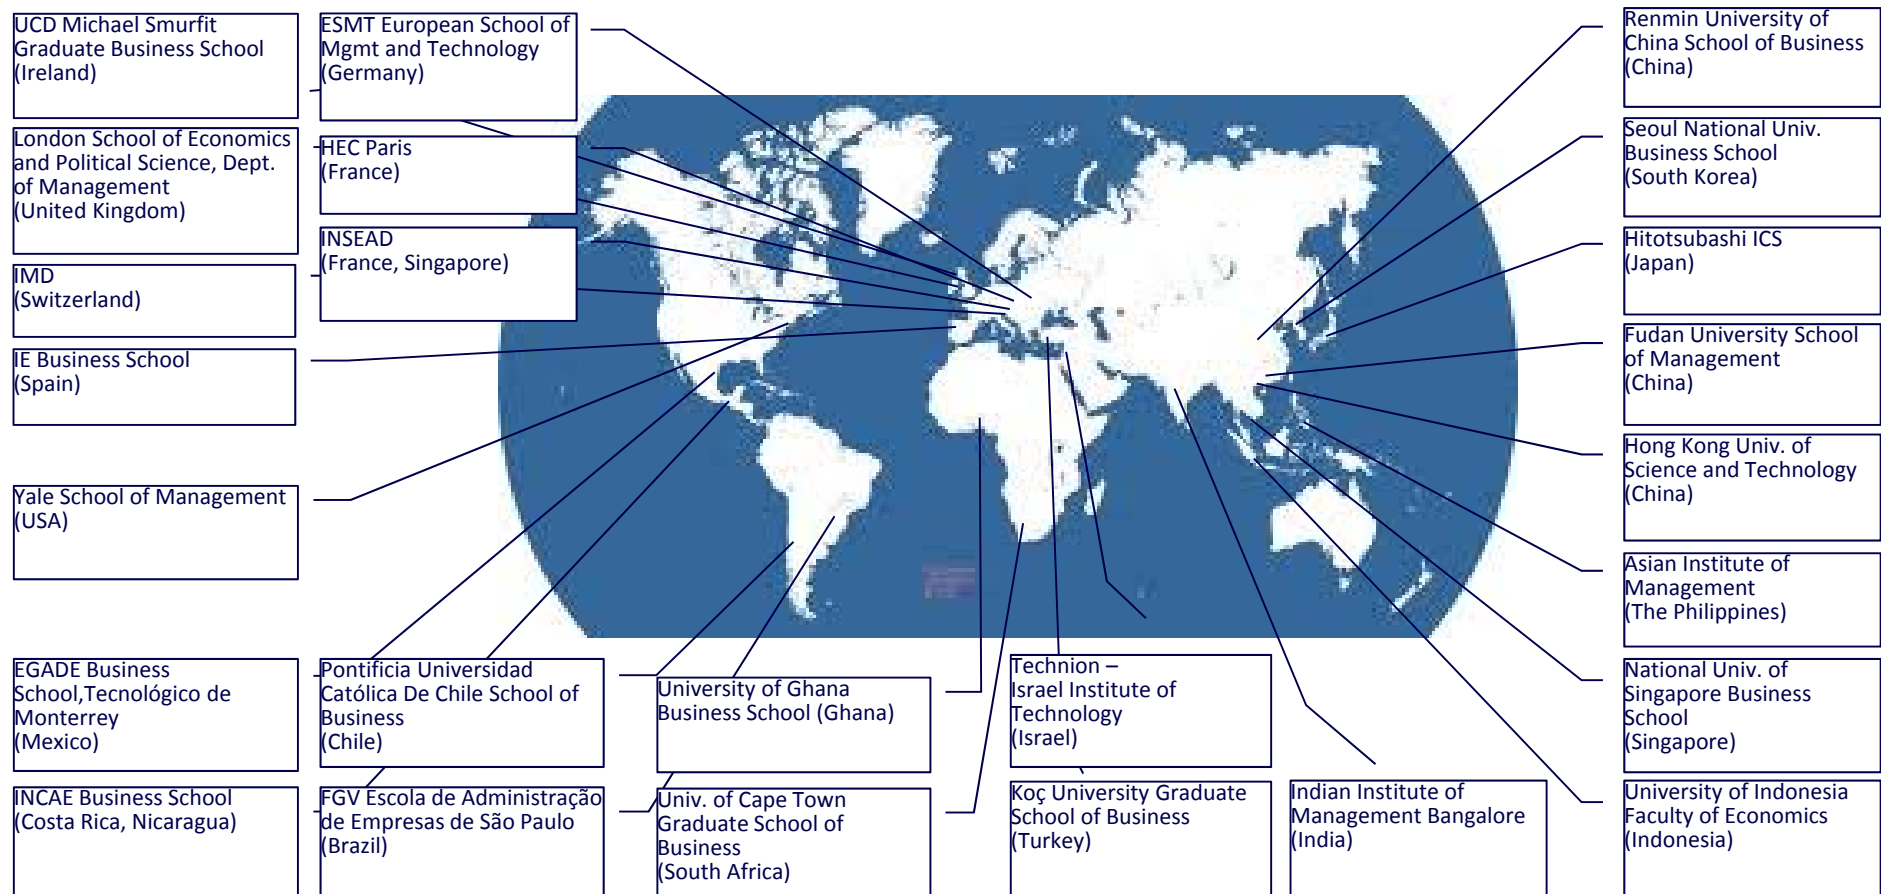 UCD Michael Smurfit
Graduate Business School
(Ireland)
ESMT European School of
Mgmt and Technology
(Germany)
Renmin University of
China School of Business
(China)
London School of Economics
and Political Science, Dept.
of Management
(United Kingdom)
HEC Paris
(France)
Seoul National Univ.
Business School
(South Korea)
INSEAD
(France, Singapore)
Hitotsubashi ICS
(Japan)
IMD
(Switzerland)
IE Business School
(Spain)
Fudan University School
of Management
(China)
Hong Kong Univ. of
Science and Technology
(China)
Yale School of Management
(USA)
Asian Institute of
Management
(The Philippines)
EGADE Business
School,Tecnológico de
Monterrey
(Mexico)
Pontificia Universidad
Católica De Chile School of
Business
(Chile)
University of Ghana
Business School (Ghana)
Technion –
Israel Institute of
Technology
(Israel)
National Univ. of
Singapore Business
School
(Singapore)
INCAE Business School
(Costa Rica, Nicaragua)
FGV Escola de Administração
de Empresas de São Paulo
(Brazil)
Univ. of Cape Town
Graduate School of
Business
(South Africa)
Koç University Graduate
School of Business
(Turkey)
Indian Institute of
Management Bangalore
(India)
University of Indonesia
Faculty of Economics
(Indonesia)